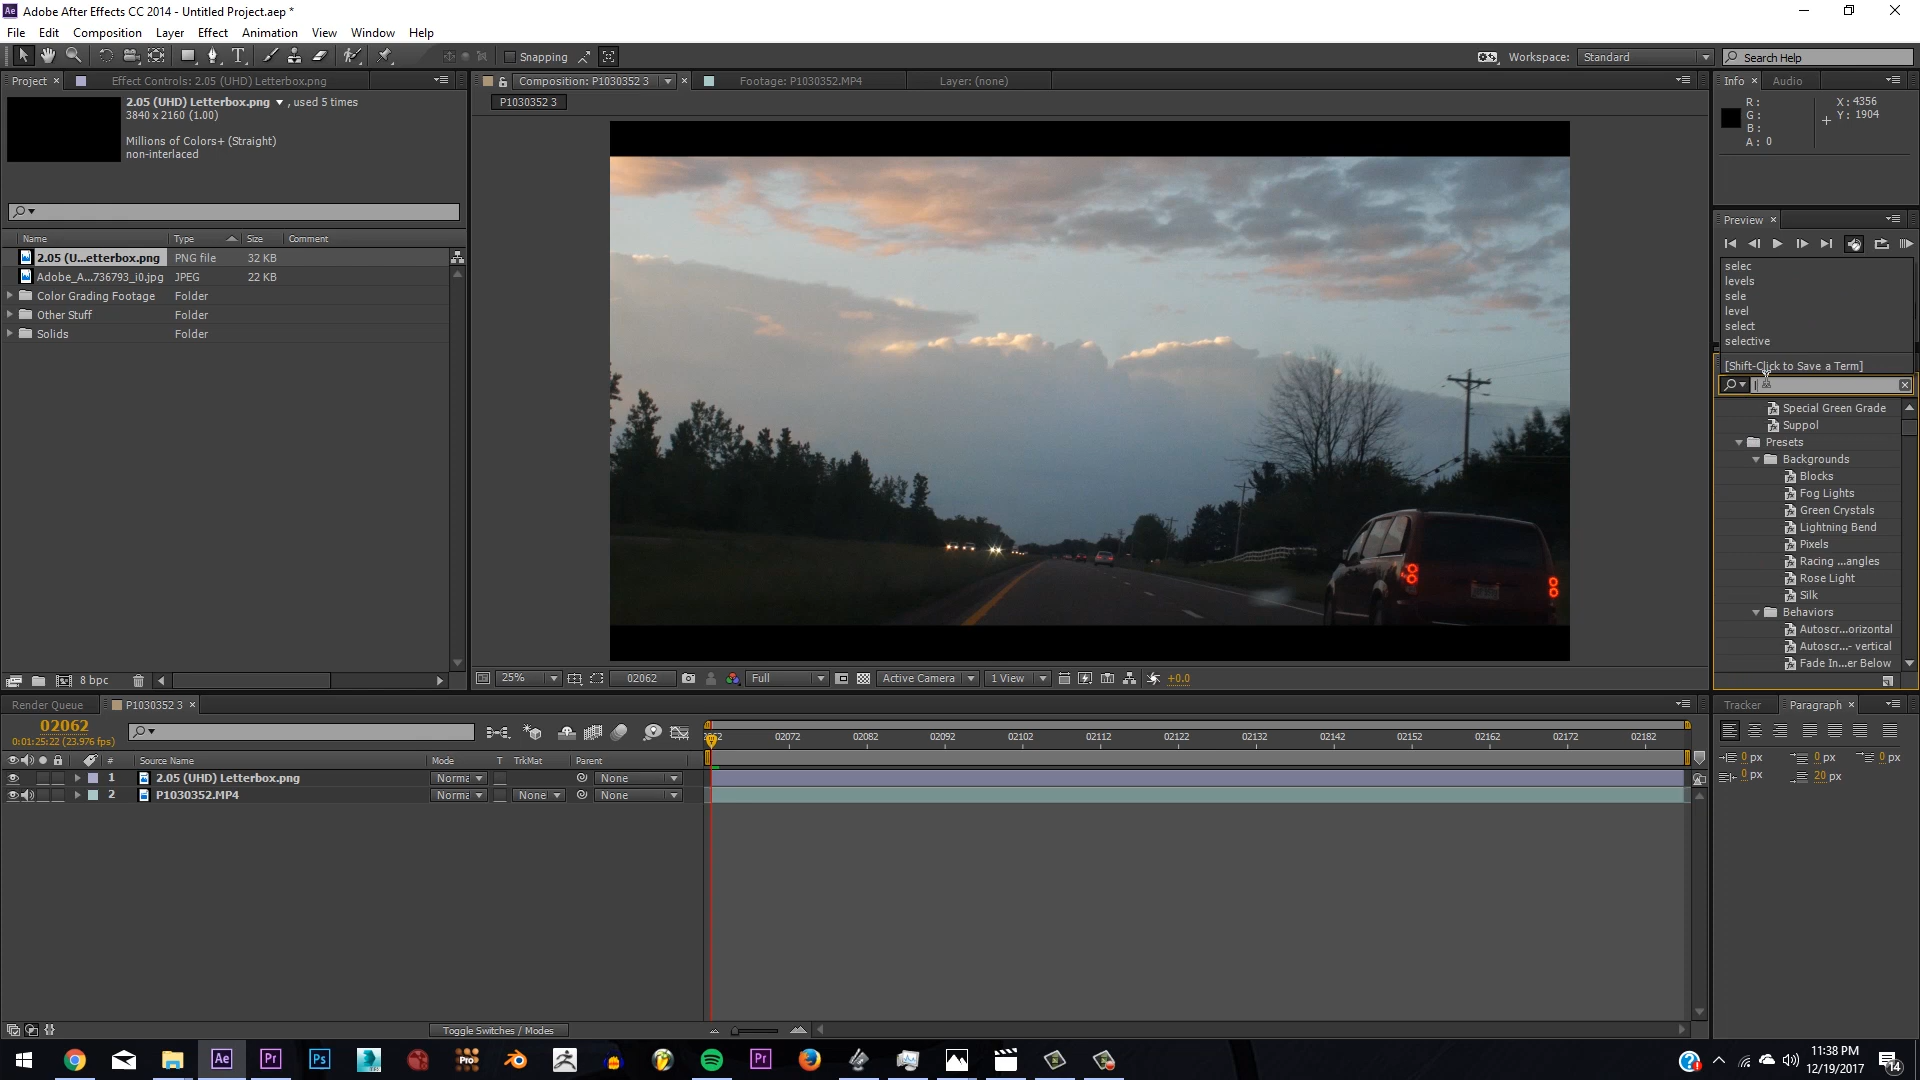 Adobe After Effects CC 2014 - Untitled Project.aep *
File Edit Composition Layer Effect Animation View Window Help
Snapping
Workspace: Standard
Search Help
Project × Effect Controls: 2.05 (UHD) Letterbox.png
2.05 (UHD) Letterbox.png ▼ , used 5 times
3840 x 2160 (1.00)
Millions of Colors+ (Straight)
non-interlaced
Name Type Size Comment
2.05 (U...etterbox.png PNG file 32 KB
Adobe_A...736793_i0.jpg JPEG 22 KB
Color Grading Footage Folder
Other Stuff Folder
Solids Folder
8 bpc
Composition: P1030352 3 Footage: P1030352.MP4 Layer: (none)
P1030352 3
25% 02062 Full Active Camera 1 View +0.0
Info × Audio
R: X: 4356
G: Y: 1904
B:
A: 0
Preview ×
selec
levels
sele
level
select
selective
[Shift-Click to Save a Term]
Special Green Grade
Suppol
Presets
Backgrounds
Blocks
Fog Lights
Green Crystals
Lightning Bend
Pixels
Racing ...angles
Rose Light
Silk
Behaviors
Autoscr...orizontal
Autoscr...- vertical
Fade In...er Below
Render Queue P1030352 3 ×
02062
0:01:25:22 (23.976 fps)
# Source Name Mode T TrkMat Parent
1 2.05 (UHD) Letterbox.png Norma None
2 P1030352.MP4 Norma None None
02072 02082 02092 02102 02112 02122 02132 02142 02152 02162 02172 02182
Toggle Switches / Modes
Tracker Paragraph ×
0 px 0 px 0 px
0 px 20 px
Ae Pr Ps Pro Pr
11:38 PM
12/19/2017
14